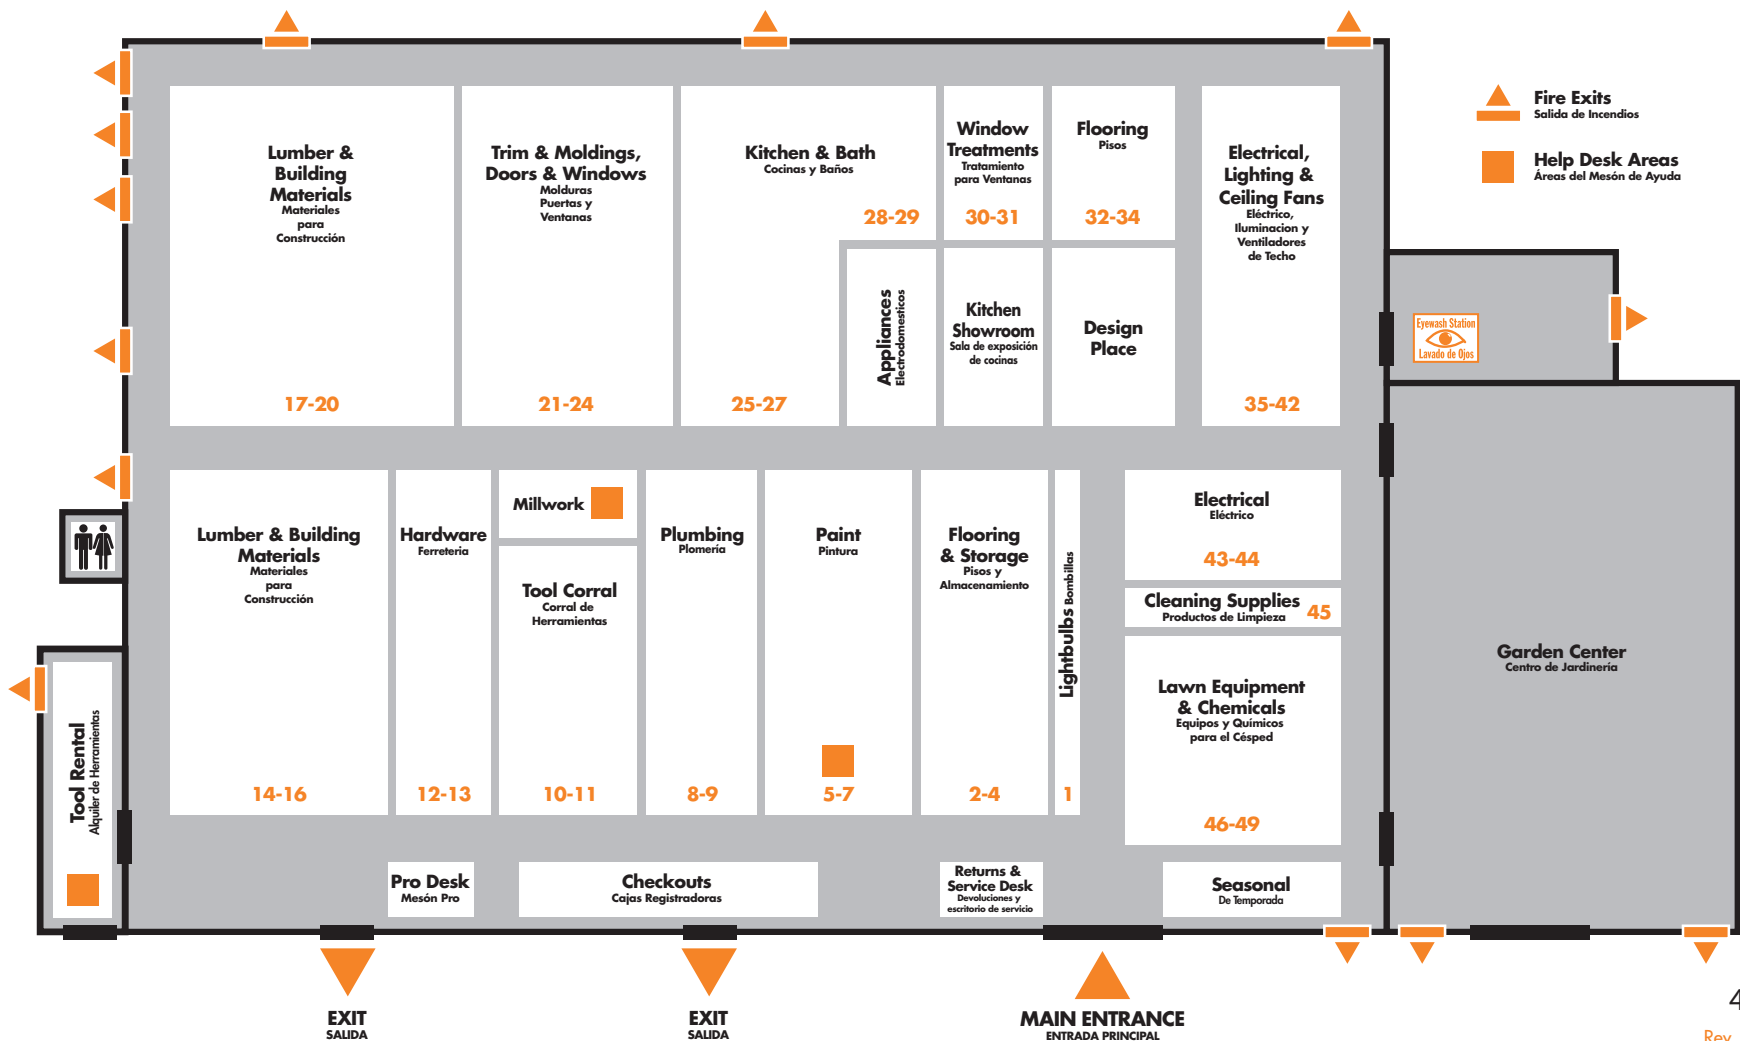 Fire Exits
Salida de Incendios
Help Desk Areas
Áreas del Mesón de Ayuda
Lumber &
Building
Materials
Materiales
para
Construcción
17-20
Trim & Moldings,
Doors & Windows
Molduras
Puertas y
Ventanas
21-24
Kitchen & Bath
Cocinas y Baños
28-29
25-27
Appliances
Electrodomesticos
Window
Treatments
Tratamiento
para Ventanas
30-31
Flooring
Pisos
32-34
Kitchen
Showroom
Sala de exposición
de cocinas
Design
Place
Electrical,
Lighting &
Ceiling Fans
Eléctrico,
Iluminacion y
Ventiladores
de Techo
35-42
Eyewash Station
Lavado de Ojos
Lumber & Building
Materials
Materiales
para
Construcción
14-16
Hardware
Ferretería
12-13
Millwork
Tool Corral
Corral de
Herramientas
10-11
Plumbing
Plomería
8-9
Paint
Pintura
5-7
Flooring
& Storage
Pisos y
Almacenamiento
2-4
Lightbulbs Bombillas
1
Electrical
Eléctrico
43-44
Cleaning Supplies
Productos de Limpieza
45
Lawn Equipment
& Chemicals
Equipos y Químicos
para el Césped
46-49
Garden Center
Centro de Jardinería
Tool Rental
Alquiler de Herramientas
Pro Desk
Mesón Pro
Checkouts
Cajas Registradoras
Returns &
Service Desk
Devoluciones y
escritorio de servicio
Seasonal
De Temporada
EXIT
SALIDA
EXIT
SALIDA
MAIN ENTRANCE
ENTRADA PRINCIPAL
4
Rev